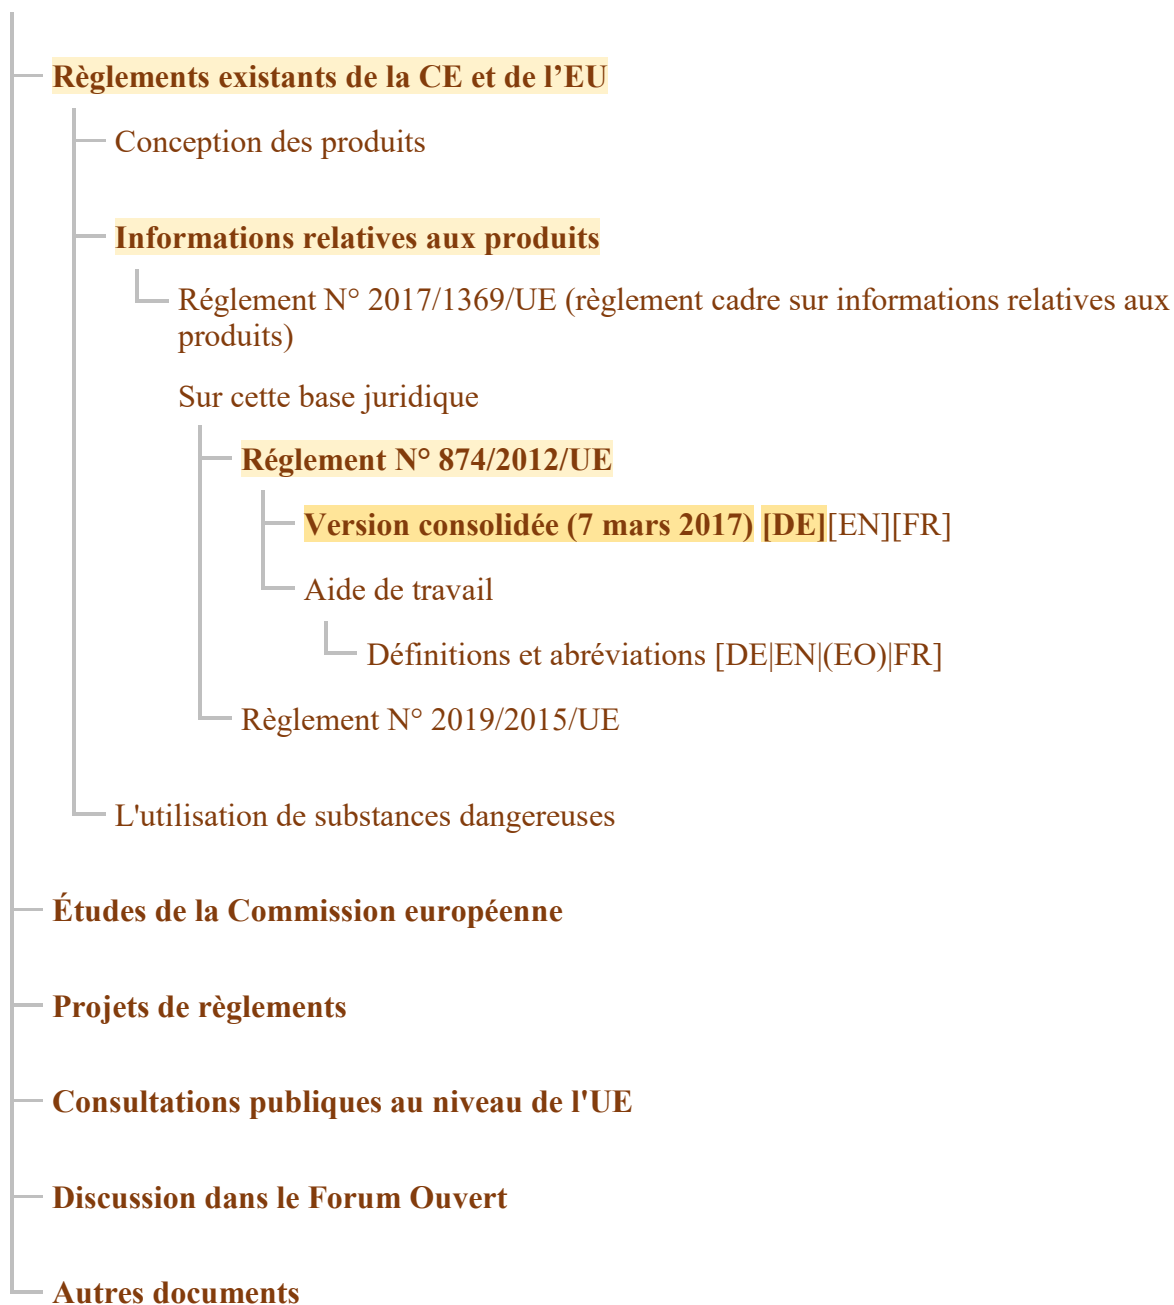 Règlements existants de la CE et de l’EU
Conception des produits
Informations relatives aux produits
Réglement N° 2017/1369/UE (règlement cadre sur informations relatives aux
produits)
Sur cette base juridique
Réglement N° 874/2012/UE
Version consolidée (7 mars 2017) [DE][EN][FR]
Aide de travail
Définitions et abréviations [DE|EN|(EO)|FR]
Règlement N° 2019/2015/UE
L'utilisation de substances dangereuses
Études de la Commission européenne
Projets de règlements
Consultations publiques au niveau de l'UE
Discussion dans le Forum Ouvert
Autres documents